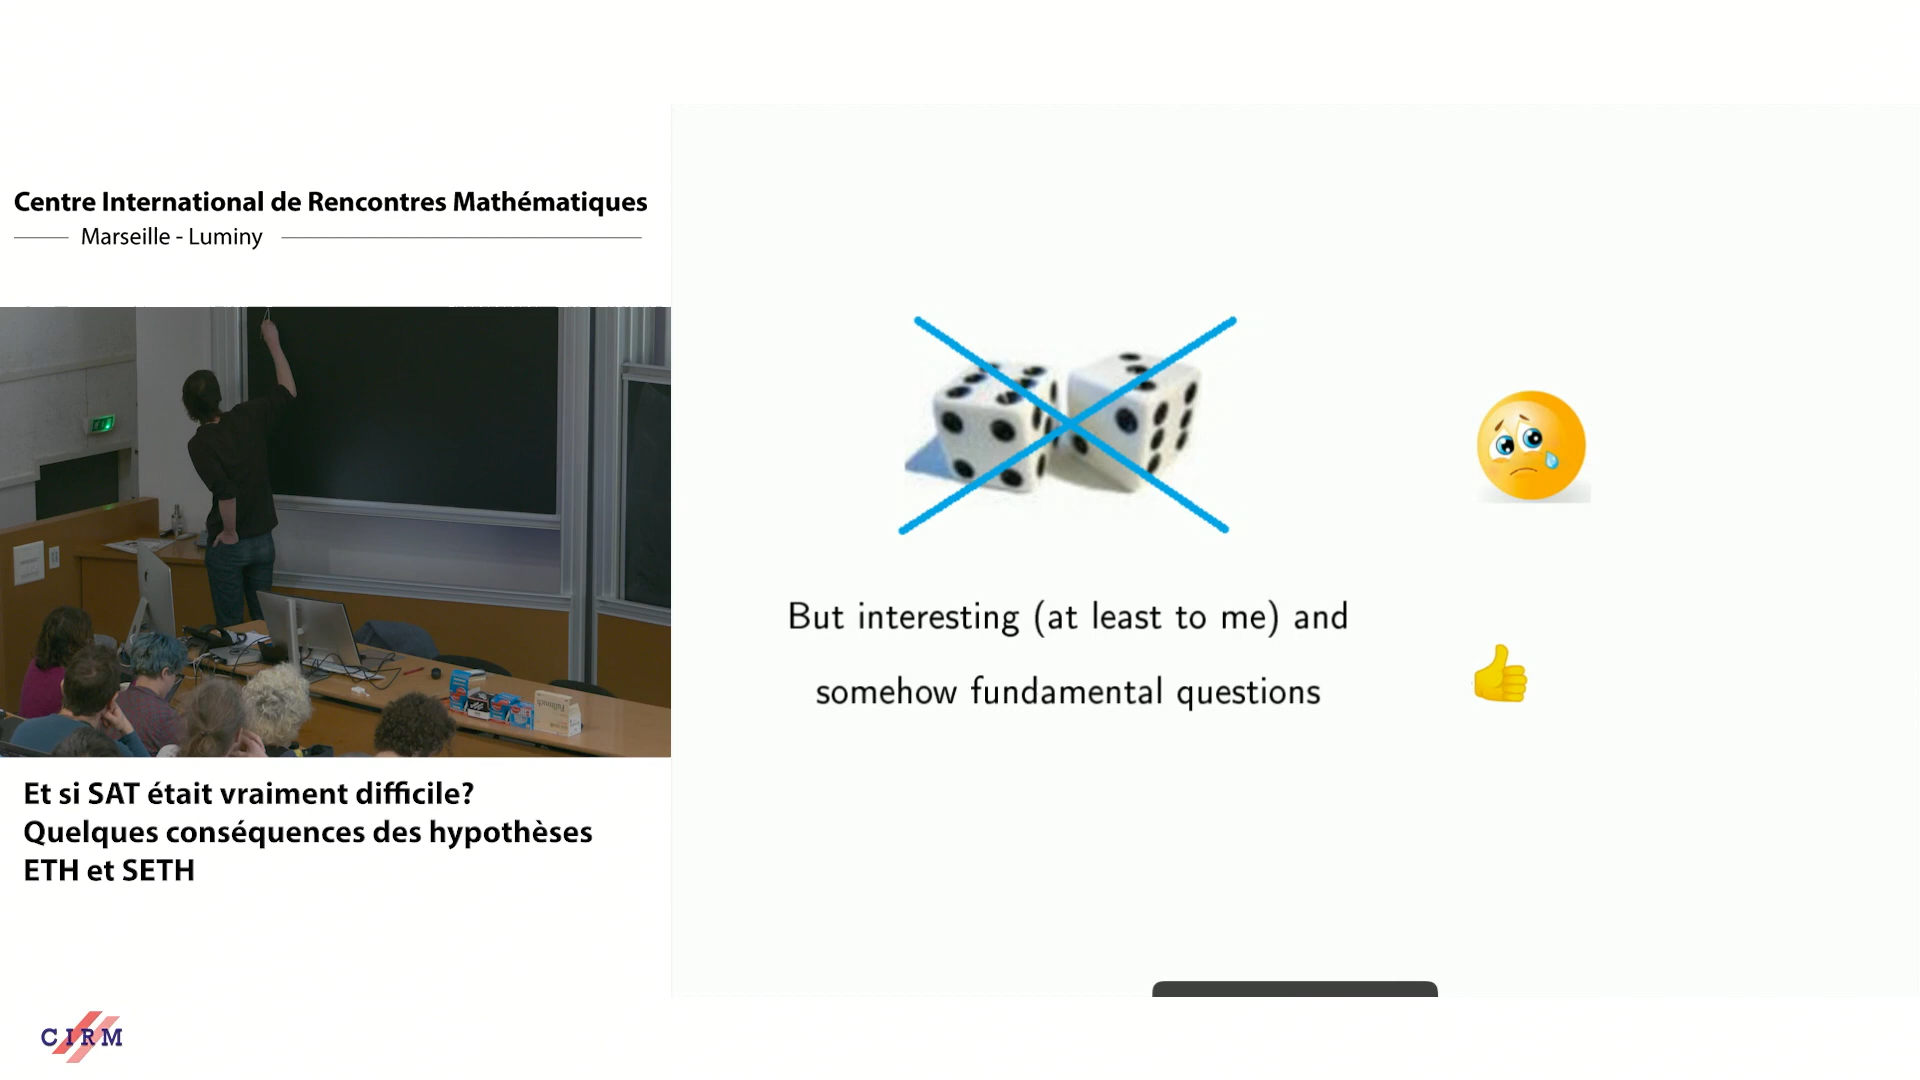 Centre International de Rencontres Mathématiques
Marseille - Luminy
But interesting (at least to me) and
somehow fundamental questions
Et si SAT était vraiment difficile?
Quelques conséquences des hypothèses
ETH et SETH
CIRM